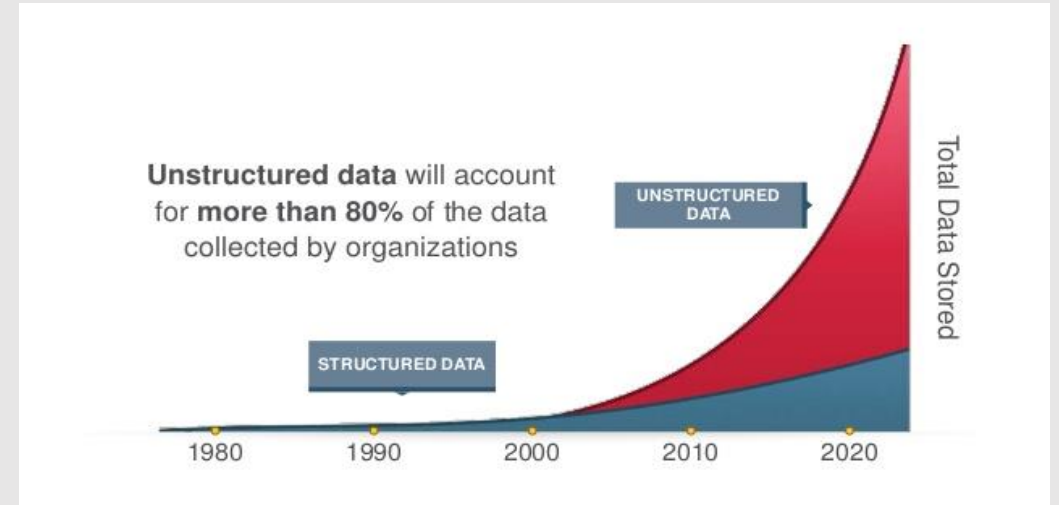 Unstructured data will account
for more than 80% of the data
collected by organizations
UNSTRUCTURED
DATA
STRUCTURED DATA
Total Data Stored
1980
1990
2000
2010
2020